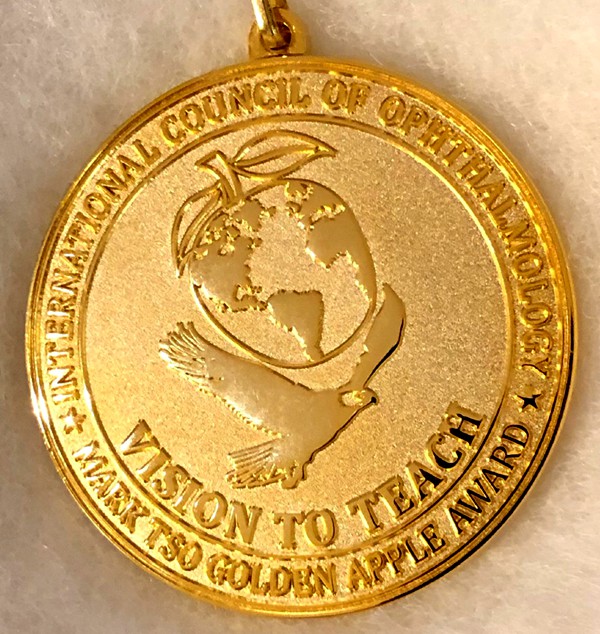 INTERNATIONAL COUNCIL OF OPHTHALMOLOGY
VISION TO TEACH
★ MARK TSO GOLDEN APPLE AWARD ★